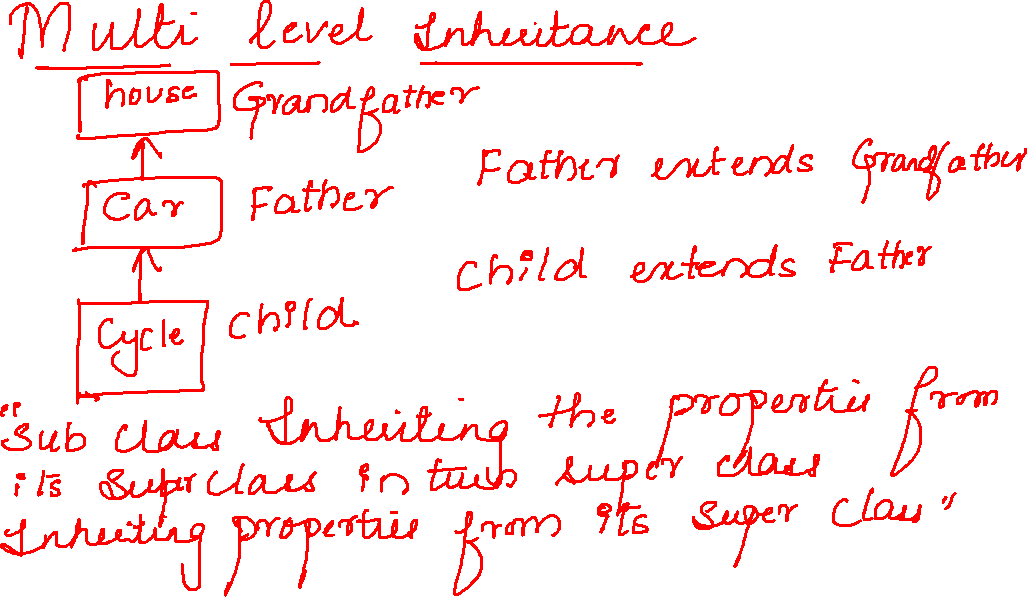 Multi level Inheritance
house Grandfather
Father extends Grandfather
Car Father
Child extends Father
Cycle child
"Sub class Inheriting the properties from
its Superclass in turn super class
Inheriting properties from its super class"